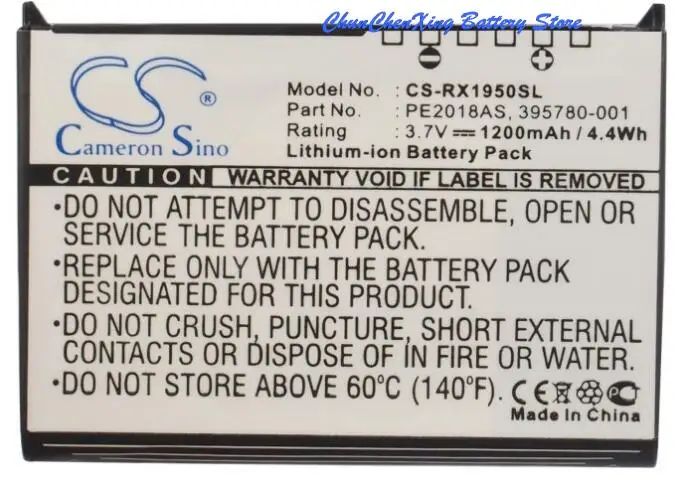 ChunChenXing Battery Store
CS
®
Cameron Sino
Model No. : CS-RX1950SL
Part No. : PE2018AS, 395780-001
Rating : 3.7V 1200mAh / 4.4Wh
Lithium-ion Battery Pack
CAUTION WARRANTY VOID IF LABEL IS REMOVED
•DO NOT ATTEMPT TO DISASSEMBLE, OPEN OR
SERVICE THE BATTERY PACK.
•REPLACE ONLY WITH THE BATTERY PACK
DESIGNATED FOR THIS PRODUCT.
•DO NOT CRUSH, PUNCTURE, SHORT EXTERNAL
CONTACTS OR DISPOSE OF IN FIRE OR WATER.
•DO NOT STORE ABOVE 60°C (140°F).
CE
Made in China